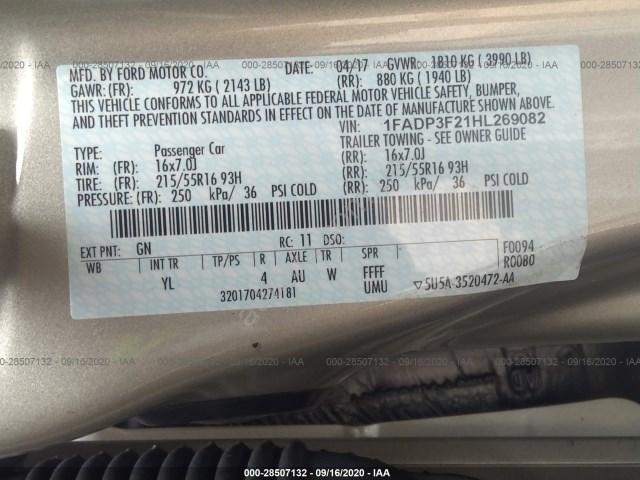 000-28507132 - 09/16/2020 - IAA
MFD. BY FORD MOTOR CO. DATE: 04/17 GVWR: 1810 KG ( 3990 LB)
GAWR: (FR): 972 KG ( 2143 LB) (RR): 880 KG ( 1940 LB)
THIS VEHICLE CONFORMS TO ALL APPLICABLE FEDERAL MOTOR VEHICLE SAFETY, BUMPER,
AND THEFT PREVENTION STANDARDS IN EFFECT ON THE DATE OF MANUFACTURE SHOWN ABOVE.
VIN: 1FADP3F21HL269082
TYPE: Passenger Car TRAILER TOWING - SEE OWNER GUIDE
RIM: (FR): 16x7.0J (RR): 16x7.0J
TIRE: (FR): 215/55R16 93H (RR): 215/55R16 93H
PRESSURE: (FR): 250 kPa/ 36 PSI COLD (RR): 250 kPa/ 36 PSI COLD
EXT PNT: GN RC: 11 DSO: F0094
WB INT TR TP/PS R AXLE TR SPR R0080
YL 4 AU W FFFF
3201704274181 UMU ▽5U5A 3520472-AA
000-28507132 - 09/16/2020 - IAA
000-28507132 - 09/16/2020 - IAA